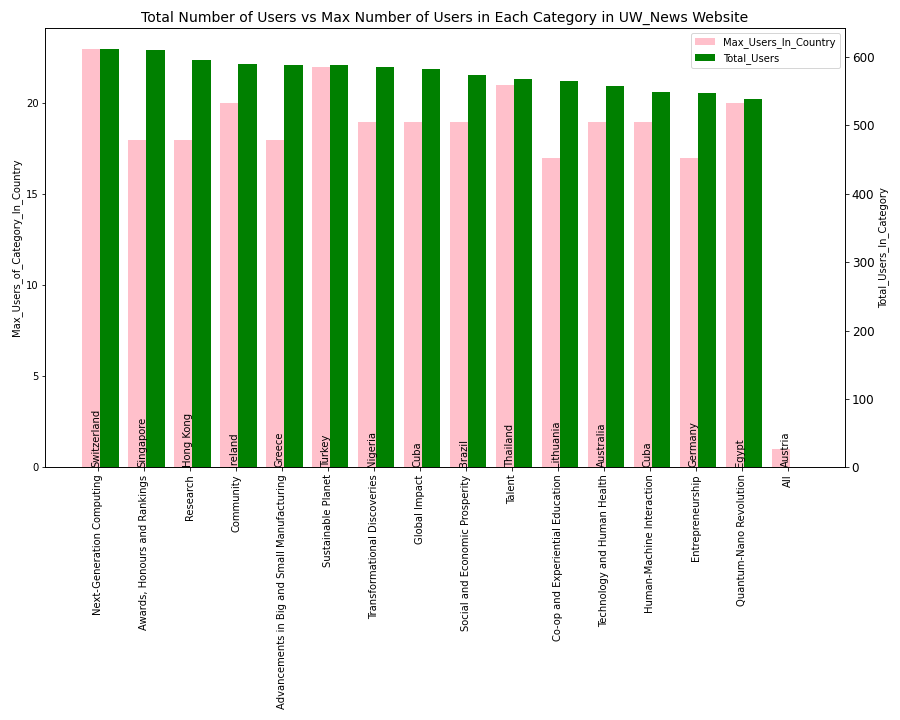 Total Number of Users vs Max Number of Users in Each Category in UW_News Website
Max_Users_In_Country
Total_Users
Max_Users_of_Category_In_Country
20
15
10
5
0
Total_Users_In_Category
600
500
400
300
200
100
0
Switzerland
Singapore
Hong Kong
Ireland
Greece
Turkey
Nigeria
Cuba
Brazil
Thailand
Lithuania
Australia
Cuba
Germany
Egypt
Austria
Next-Generation Computing
Awards, Honours and Rankings
Research
Community
Advancements in Big and Small Manufacturing
Sustainable Planet
Transformational Discoveries
Global Impact
Social and Economic Prosperity
Talent
Co-op and Experiential Education
Technology and Human Health
Human-Machine Interaction
Entrepreneurship
Quantum-Nano Revolution
All